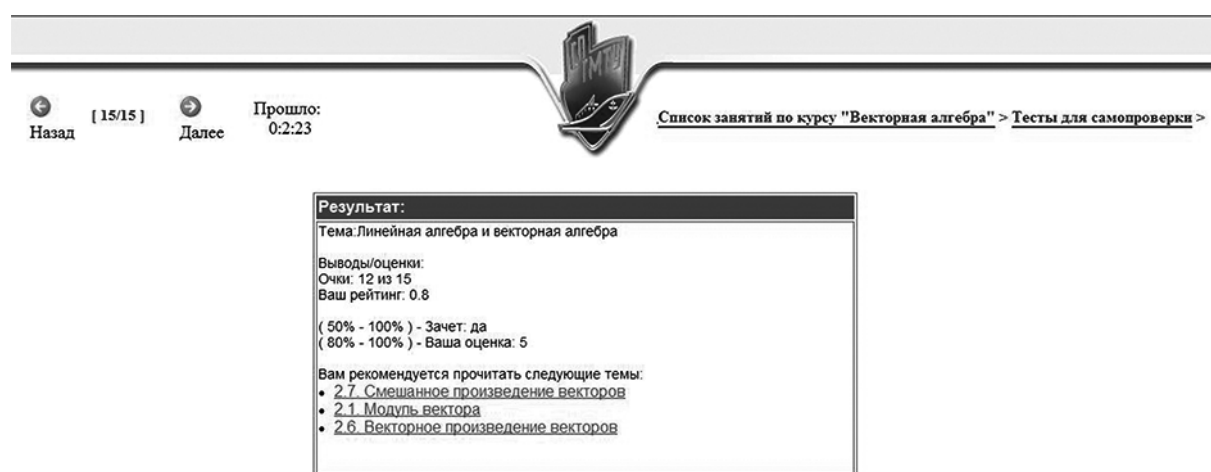 СПбГМТУ
Назад
[ 15/15 ]
Далее
Прошло:
0:2:23
Список занятий по курсу "Векторная алгебра" > Тесты для самопроверки >
Результат:
Тема:Линейная алгебра и векторная алгебра
Выводы/оценки:
Очки: 12 из 15
Ваш рейтинг: 0.8
( 50% - 100% ) - Зачет: да
( 80% - 100% ) - Ваша оценка: 5
Вам рекомендуется прочитать следующие темы:
• 2.7. Смешанное произведение векторов
• 2.1. Модуль вектора
• 2.6. Векторное произведение векторов